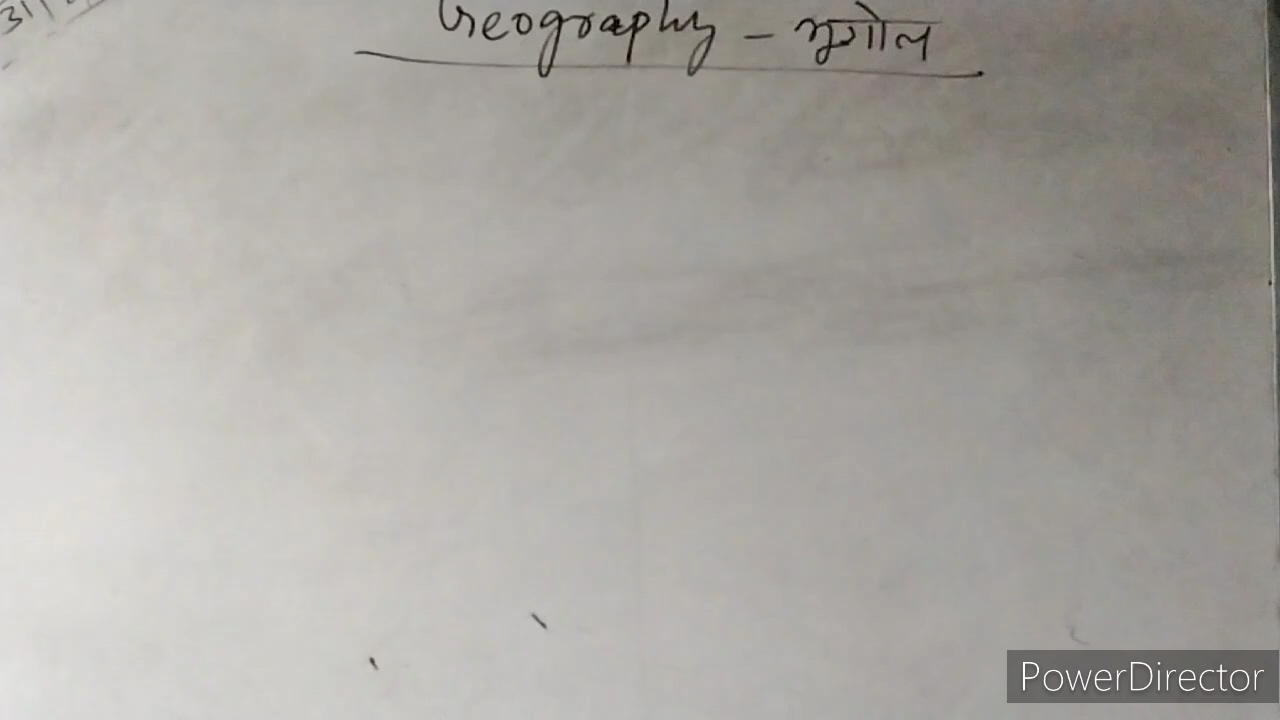 Geography - भूगोल
PowerDirector